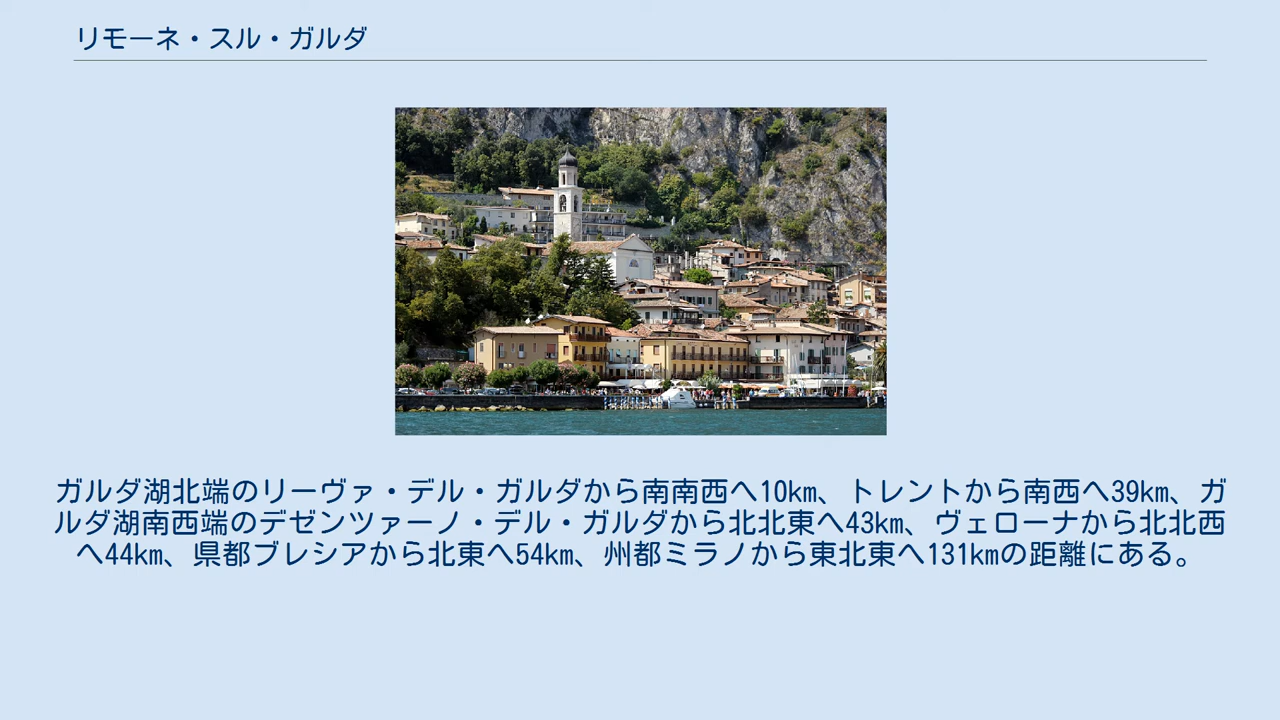 リモーネ・スル・ガルダ
ガルダ湖北端のリーヴァ・デル・ガルダから南南西へ10km、トレントから南西へ39km、ガ
ルダ湖南西端のデゼンツァーノ・デル・ガルダから北北東へ43km、ヴェローナから北北西
へ44km、県都ブレシアから北東へ54km、州都ミラノから東北東へ131kmの距離にある。